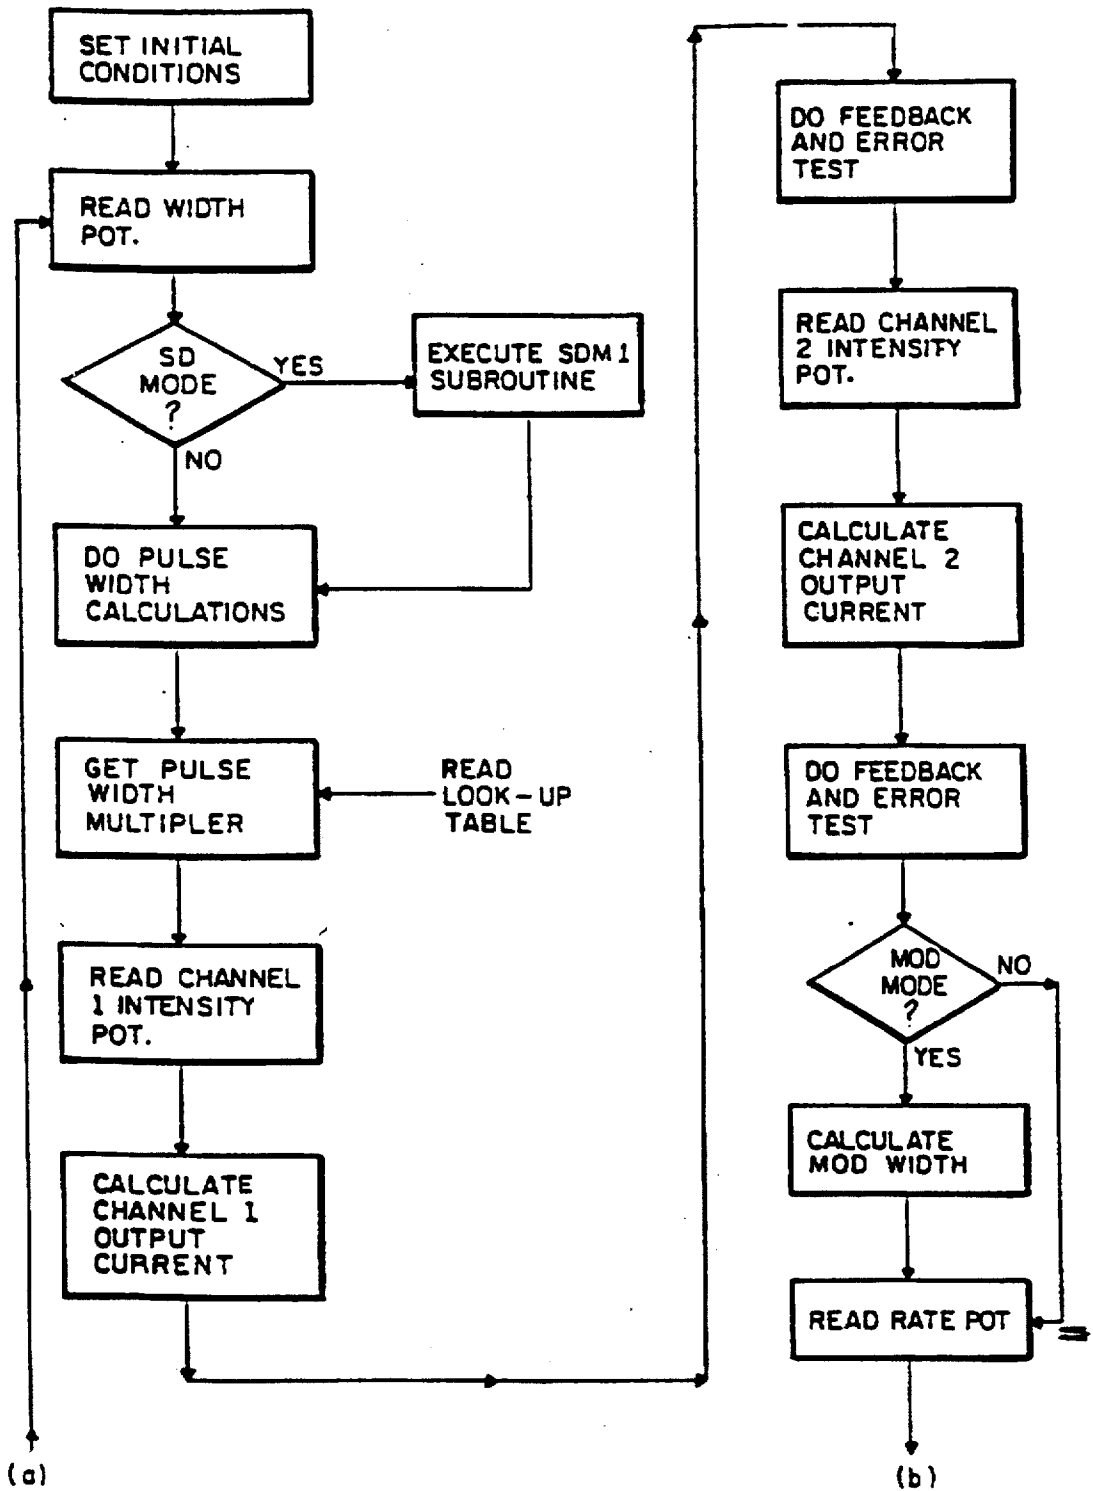 SET INITIAL
CONDITIONS
READ WIDTH
POT.
SD
MODE
?
YES
NO
EXECUTE SDM1
SUBROUTINE
DO PULSE
WIDTH
CALCULATIONS
GET PULSE
WIDTH
MULTIPLER
READ
LOOK-UP
TABLE
READ CHANNEL
1 INTENSITY
POT.
CALCULATE
CHANNEL 1
OUTPUT
CURRENT
(a)
DO FEEDBACK
AND ERROR
TEST
READ CHANNEL
2 INTENSITY
POT.
CALCULATE
CHANNEL 2
OUTPUT
CURRENT
DO FEEDBACK
AND ERROR
TEST
MOD
MODE
?
NO
YES
CALCULATE
MOD WIDTH
READ RATE POT
(b)